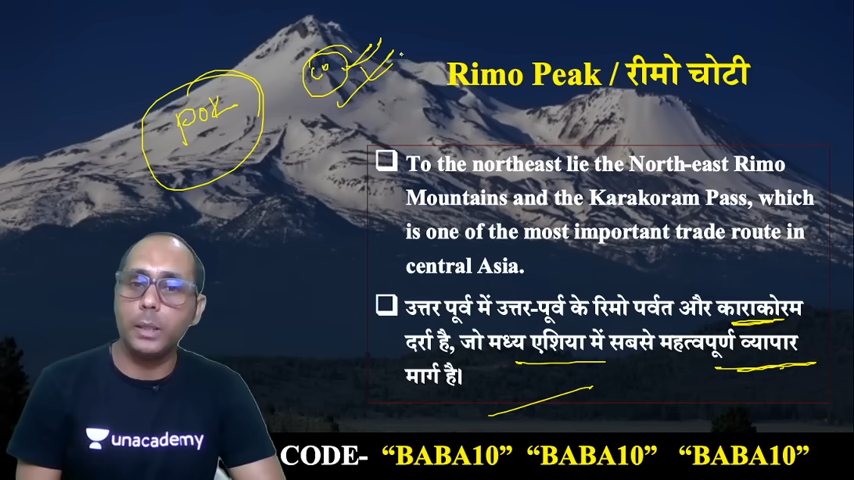 Rimo Peak / रीमो चोटी
POK
To the northeast lie the North-east Rimo
Mountains and the Karakoram Pass, which
is one of the most important trade route in
central Asia.
उत्तर पूर्व में उत्तर-पूर्व के रिमो पर्वत और काराकोरम
दर्रा है, जो मध्य एशिया में सबसे महत्वपूर्ण व्यापार
मार्ग है।
unacademy
CODE- “BABA10” “BABA10” “BABA10”